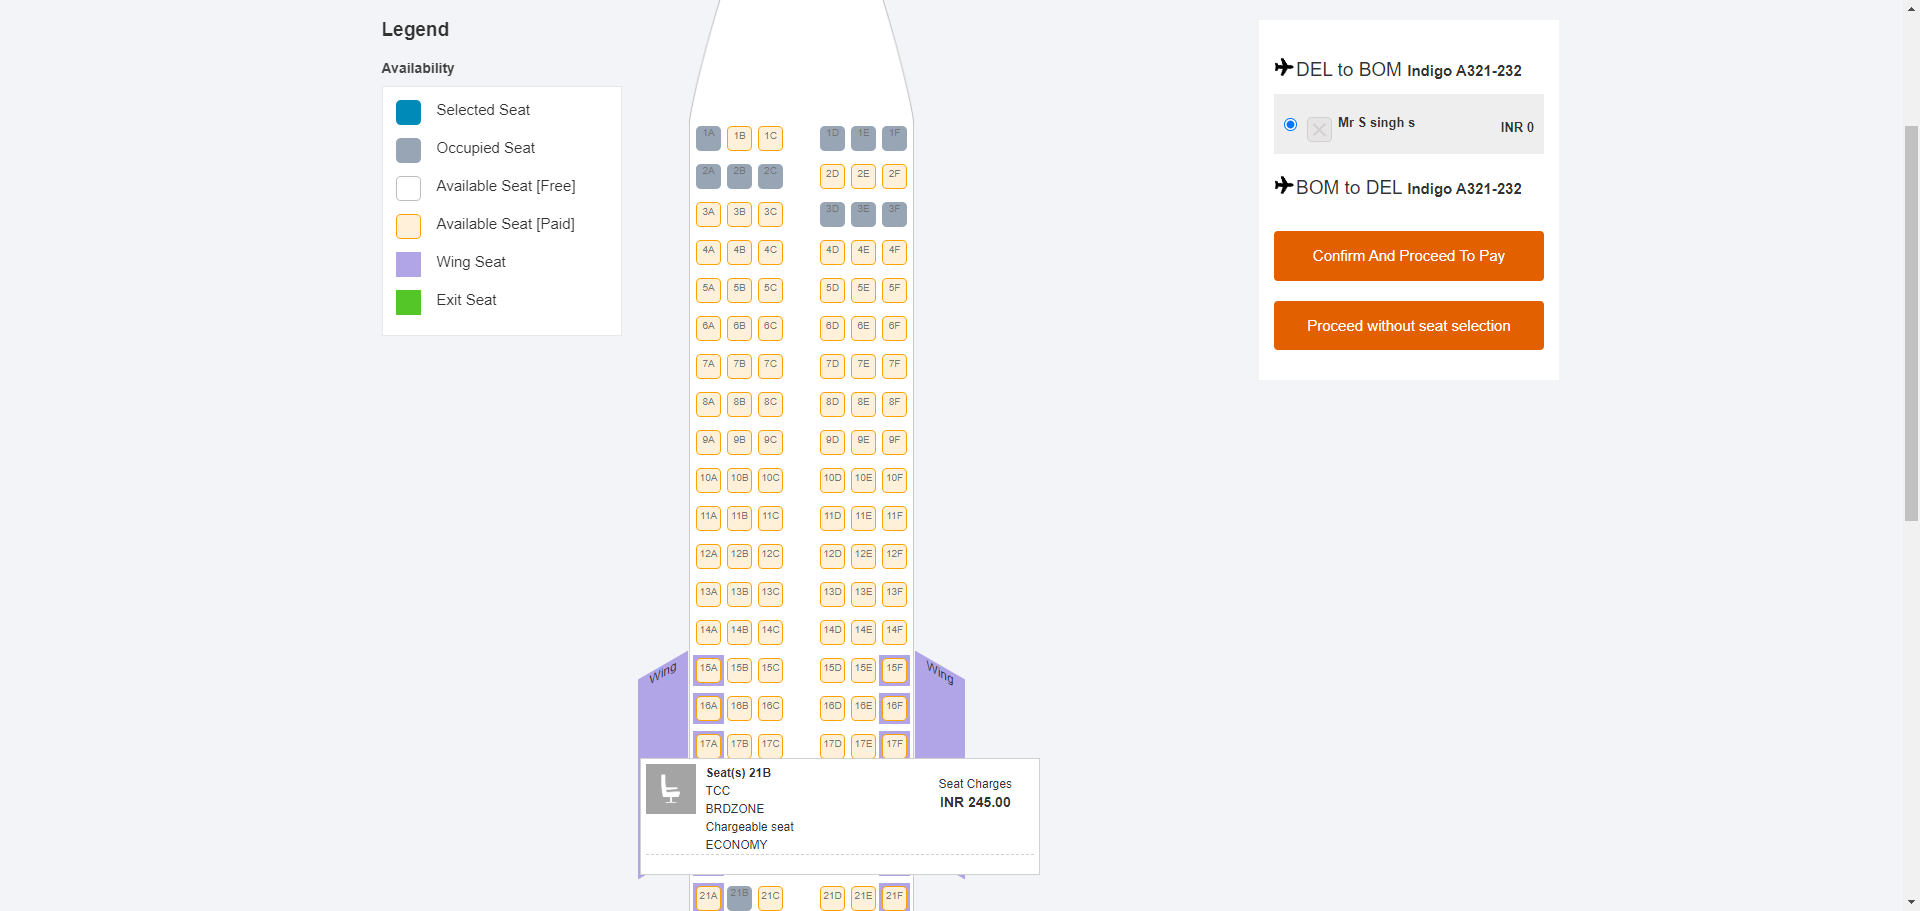 Legend
Availability
Selected Seat
Occupied Seat
Available Seat [Free]
Available Seat [Paid]
Wing Seat
Exit Seat
1A 1B 1C 1D 1E 1F
2A 2B 2C 2D 2E 2F
3A 3B 3C 3D 3E 3F
4A 4B 4C 4D 4E 4F
5A 5B 5C 5D 5E 5F
6A 6B 6C 6D 6E 6F
7A 7B 7C 7D 7E 7F
8A 8B 8C 8D 8E 8F
9A 9B 9C 9D 9E 9F
10A 10B 10C 10D 10E 10F
11A 11B 11C 11D 11E 11F
12A 12B 12C 12D 12E 12F
13A 13B 13C 13D 13E 13F
14A 14B 14C 14D 14E 14F
Wing 15A 15B 15C 15D 15E 15F Wing
16A 16B 16C 16D 16E 16F
17A 17B 17C 17D 17E 17F
Seat(s) 21B
TCC
BRDZONE
Chargeable seat
ECONOMY
Seat Charges
INR 245.00
21A 21B 21C 21D 21E 21F
DEL to BOM Indigo A321-232
Mr S singh s INR 0
BOM to DEL Indigo A321-232
Confirm And Proceed To Pay
Proceed without seat selection